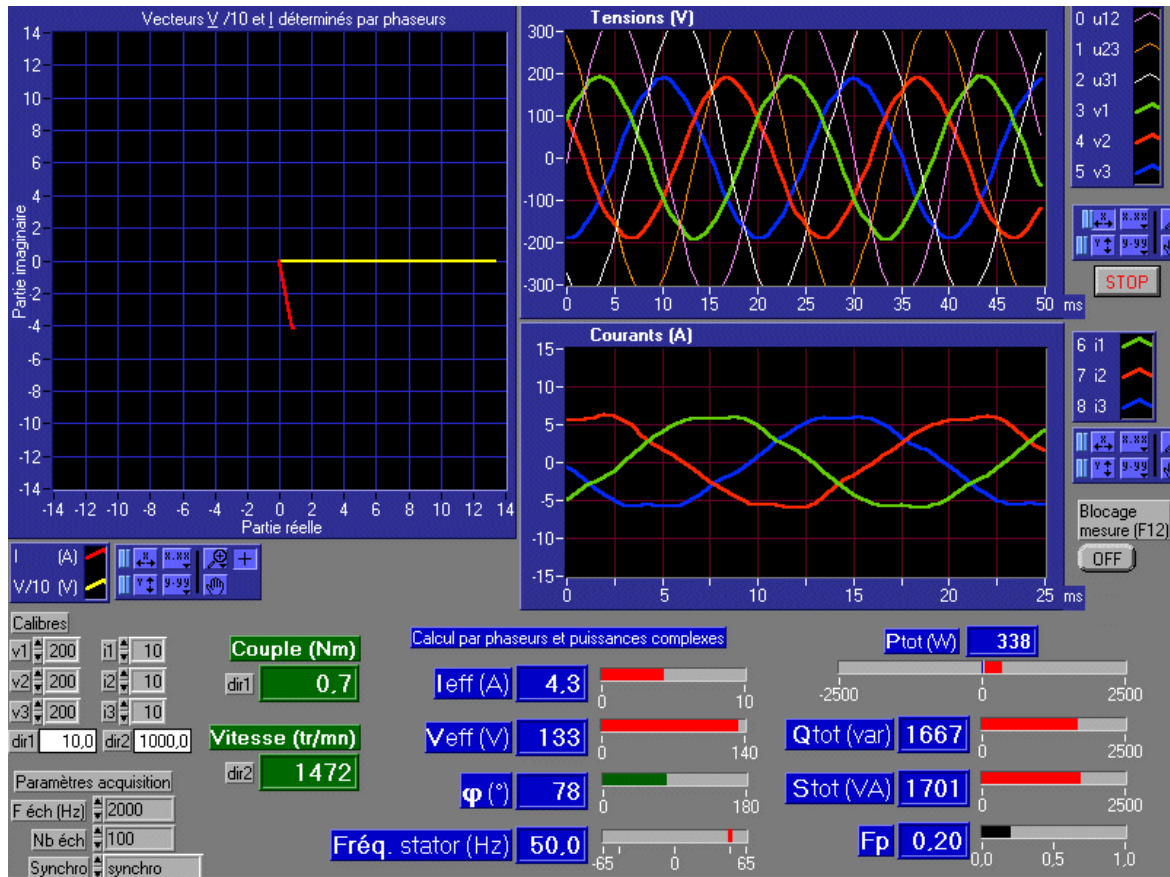 Vecteurs V /10 et I déterminés par phaseurs
14
12
10
8
6
4
2
0
-2
-4
-6
-8
-10
-12
-14
Partie imaginaire
-14 -12 -10 -8 -6 -4 -2 0 2 4 6 8 10 12 14
Partie réelle
I (A)
V/10 (V)
X.XX
Y.YY
Tensions (V)
300
200
100
0
-100
-200
-300
0 5 10 15 20 25 30 35 40 45 50 ms
0 u12
1 u23
2 u31
3 v1
4 v2
5 v3
X.XX
Y.YY
STOP
Courants (A)
15
10
5
0
-5
-10
-15
0 5 10 15 20 25 ms
6 i1
7 i2
8 i3
X.XX
Y.YY
Blocage
mesure (F12)
OFF
Calibres
v1 200 i1 10
v2 200 i2 10
v3 200 i3 10
dir1 10,0 dir2 1000,0
Paramètres acquisition
F éch (Hz) 2000
Nb éch 100
Synchro synchro
Couple (Nm)
dir1 0,7
Vitesse (tr/mn)
dir2 1472
Calcul par phaseurs et puissances complexes
Ieff (A) 4,3
0 10
Veff (V) 133
0 140
φ (°) 78
0 180
Fréq. stator (Hz) 50,0
-65 0 65
Ptot (W) 338
-2500 0 2500
Qtot (var) 1667
0 2500
Stot (VA) 1701
0 2500
Fp 0,20
0,0 0,5 1,0